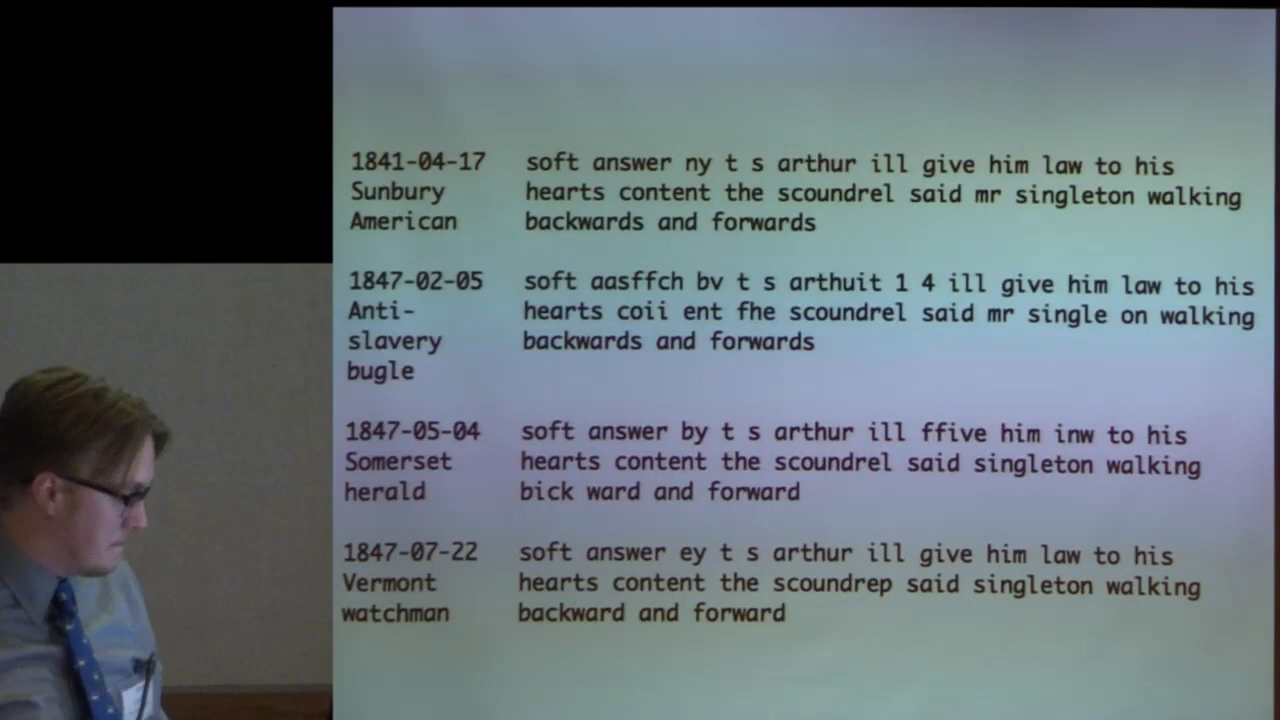 1841-04-17 soft answer ny t s arthur ill give him law to his
Sunbury hearts content the scoundrel said mr singleton walking
American backwards and forwards
1847-02-05 soft aasffch bv t s arthuit 1 4 ill give him law to his
Anti- hearts coii ent fhe scoundrel said mr single on walking
slavery backwards and forwards
bugle
1847-05-04 soft answer by t s arthur ill ffive him inw to his
Somerset hearts content the scoundrel said singleton walking
herald bick ward and forward
1847-07-22 soft answer ey t s arthur ill give him law to his
Vermont hearts content the scoundrep said singleton walking
watchman backward and forward